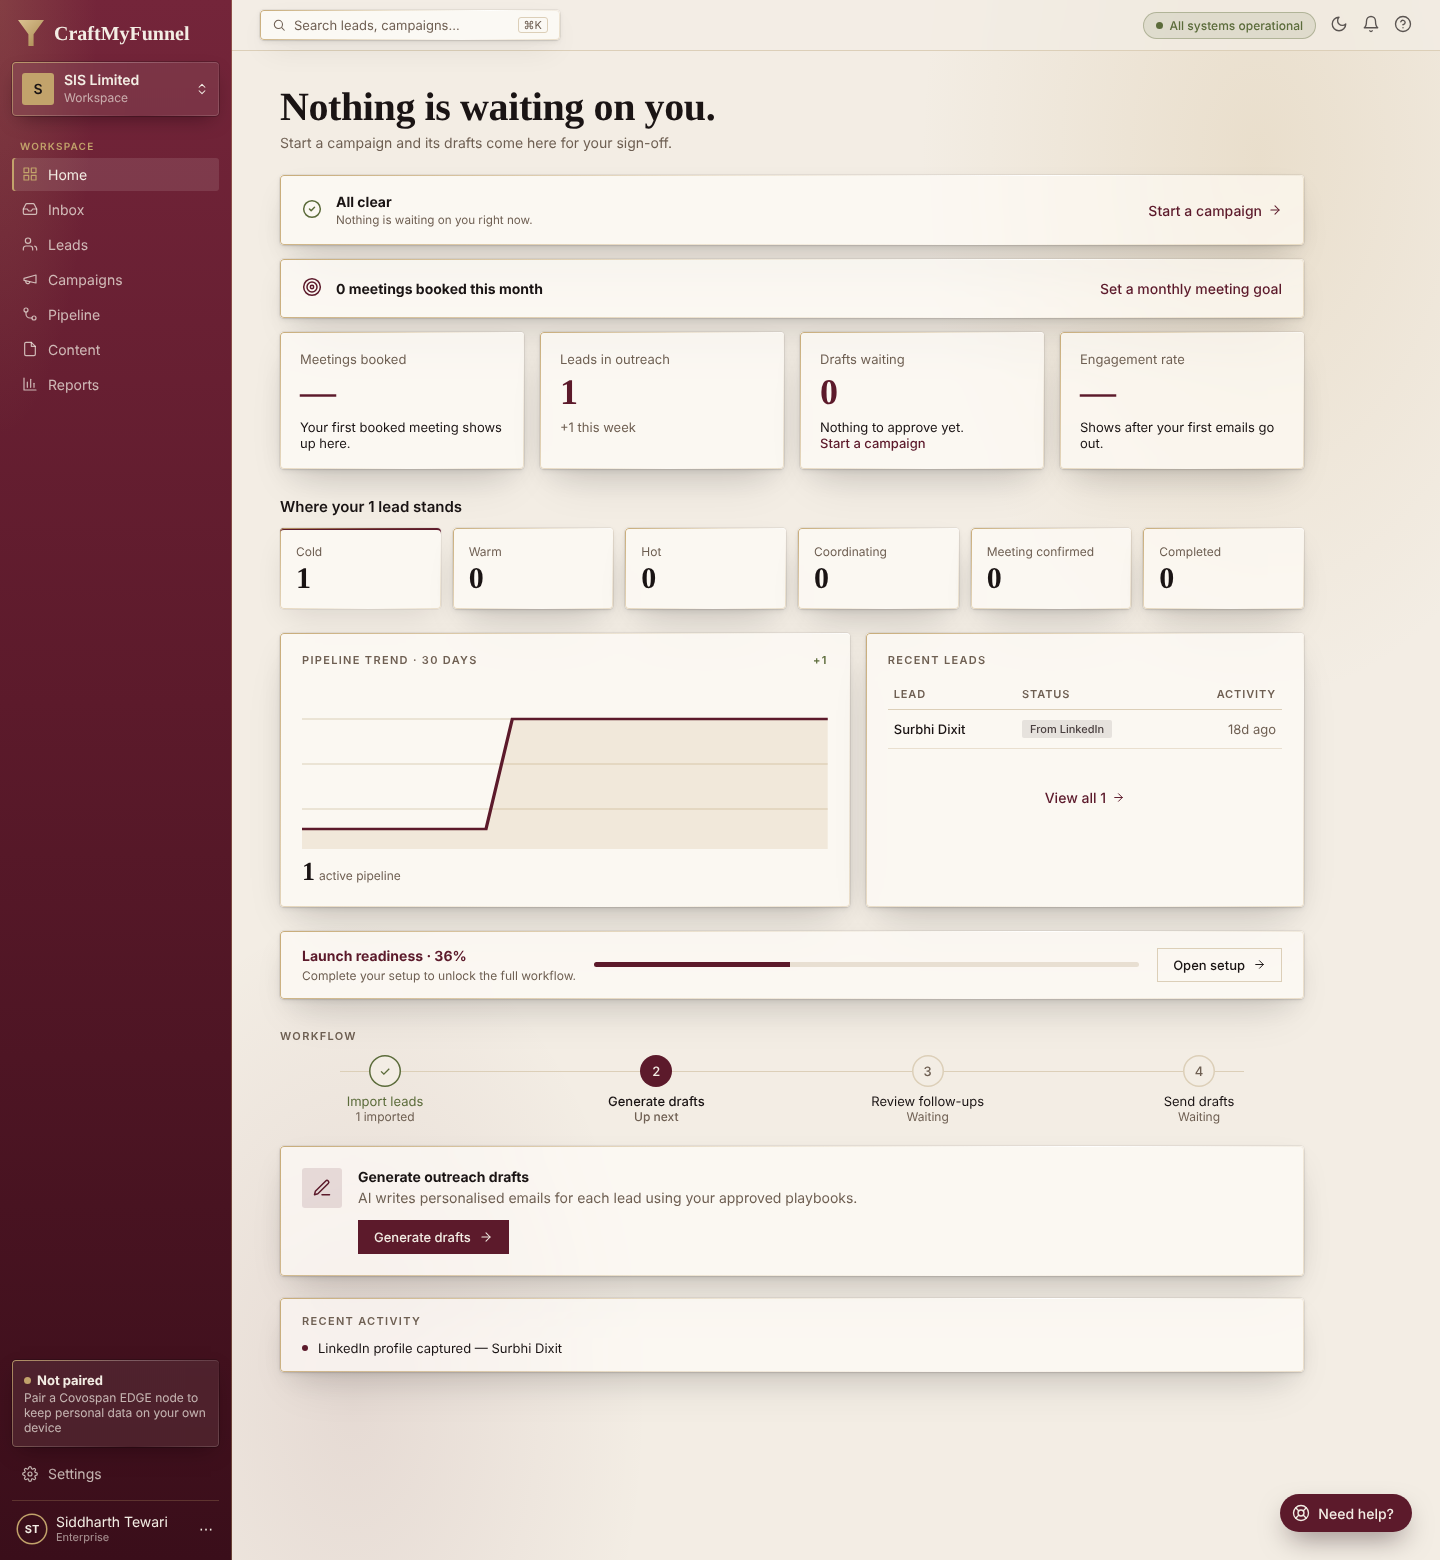 CraftMyFunnel
S
SIS Limited
Workspace
WORKSPACE
Home
Inbox
Leads
Campaigns
Pipeline
Content
Reports
Not paired
Pair a Covospan EDGE node to
keep personal data on your own
device
Settings
ST
Siddharth Tewari
Enterprise
Search leads, campaigns...
⌘K
All systems operational
Nothing is waiting on you.
Start a campaign and its drafts come here for your sign-off.
All clear
Nothing is waiting on you right now.
Start a campaign →
0 meetings booked this month
Set a monthly meeting goal
Meetings booked
—
Your first booked meeting shows
up here.
Leads in outreach
1
+1 this week
Drafts waiting
0
Nothing to approve yet.
Start a campaign
Engagement rate
—
Shows after your first emails go
out.
Where your 1 lead stands
Cold
1
Warm
0
Hot
0
Coordinating
0
Meeting confirmed
0
Completed
0
PIPELINE TREND · 30 DAYS
+1
1 active pipeline
RECENT LEADS
LEAD STATUS ACTIVITY
Surbhi Dixit From LinkedIn 18d ago
View all 1 →
Launch readiness · 36%
Complete your setup to unlock the full workflow.
Open setup →
WORKFLOW
Import leads
1 imported
2
Generate drafts
Up next
3
Review follow-ups
Waiting
4
Send drafts
Waiting
Generate outreach drafts
AI writes personalised emails for each lead using your approved playbooks.
Generate drafts →
RECENT ACTIVITY
LinkedIn profile captured — Surbhi Dixit
Need help?